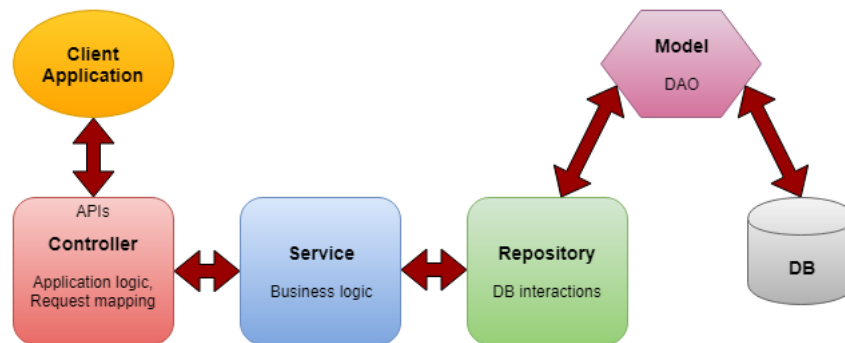 Client
Application
APIs
Controller
Application logic,
Request mapping
Service
Business logic
Repository
DB interactions
Model
DAO
DB